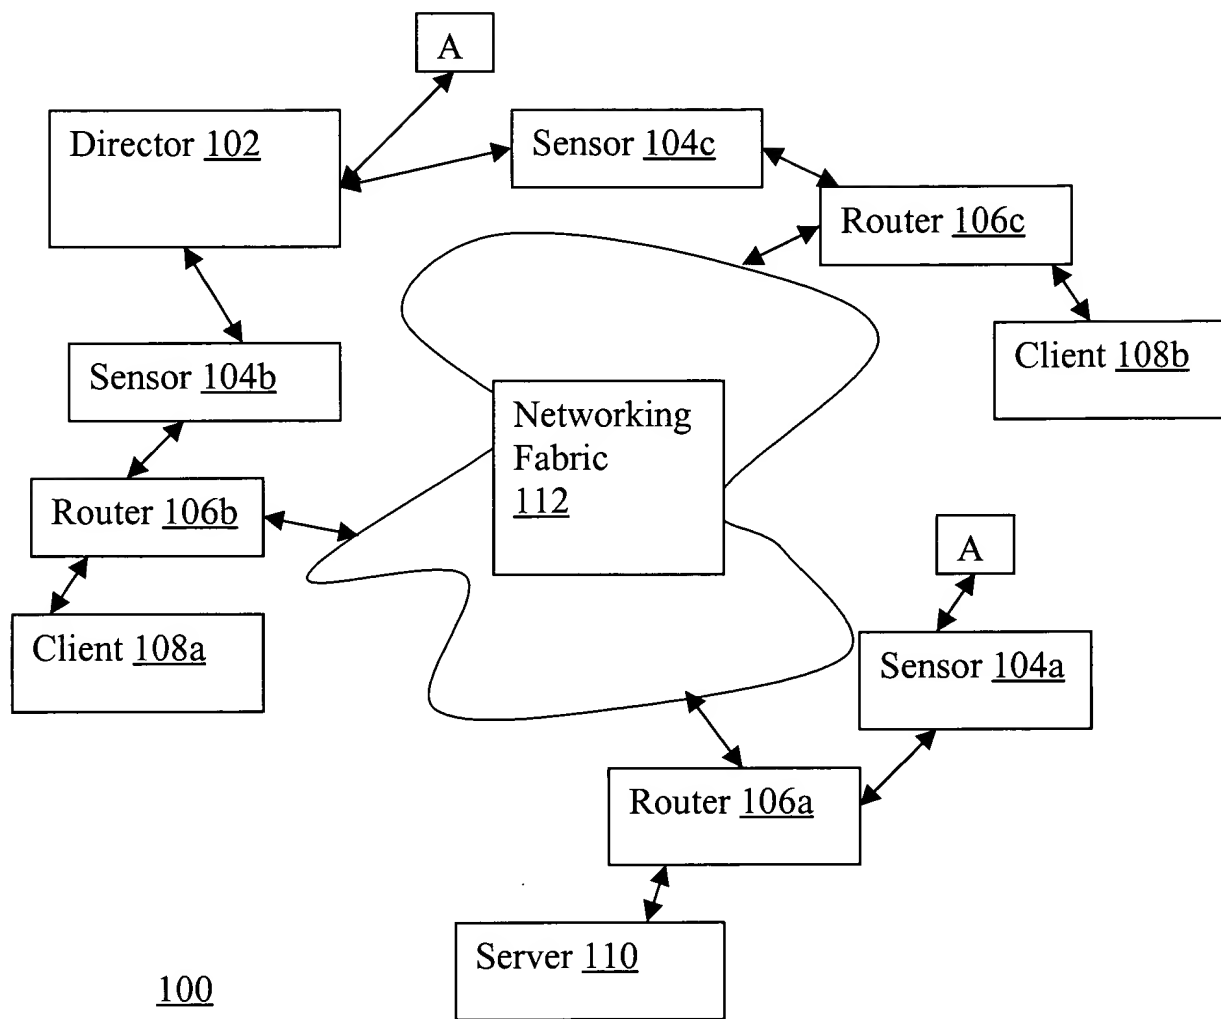 A
Director 102
Sensor 104c
Router 106c
Client 108b
Sensor 104b
Networking
Fabric
112
Router 106b
A
Client 108a
Sensor 104a
Router 106a
Server 110
100